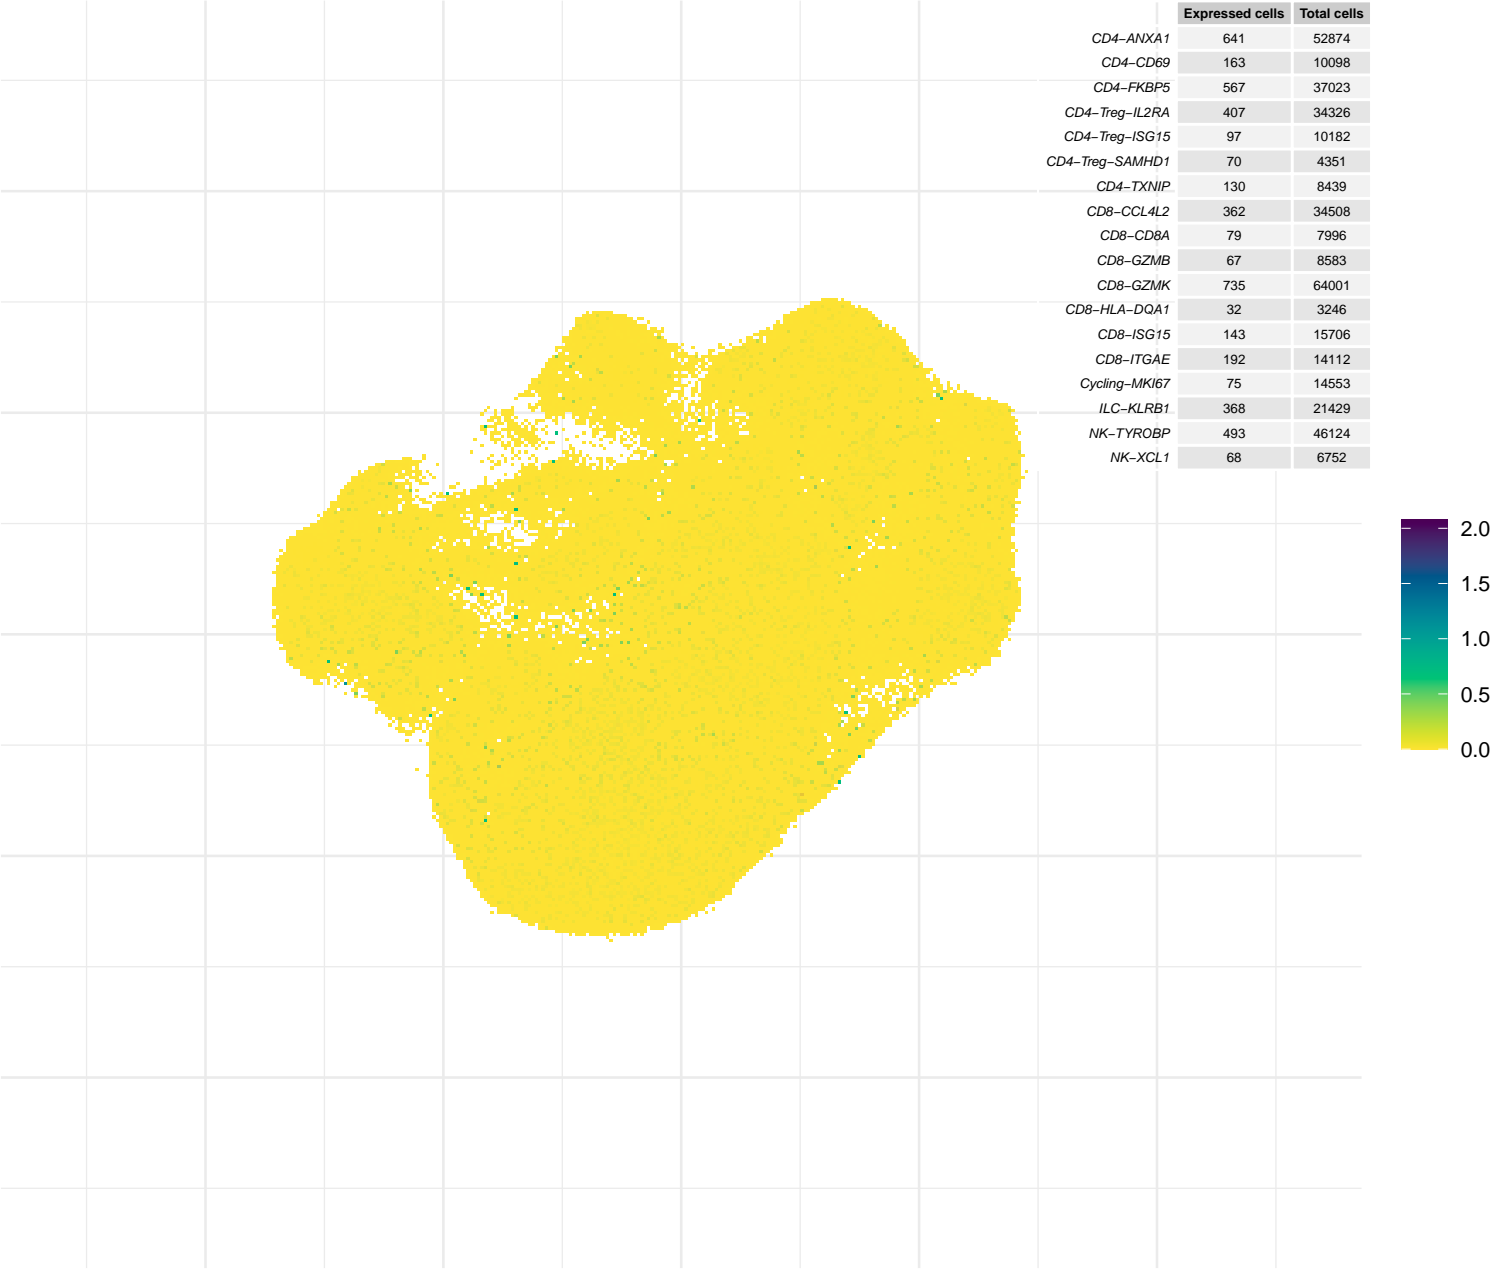 Expressed cells Total cells
CD4−ANXA1 641 52874
CD4−CD69 163 10098
CD4−FKBP5 567 37023
CD4−Treg−IL2RA 407 34326
CD4−Treg−ISG15 97 10182
CD4−Treg−SAMHD1 70 4351
CD4−TXNIP 130 8439
CD8−CCL4L2 362 34508
CD8−CD8A 79 7996
CD8−GZMB 67 8583
CD8−GZMK 735 64001
CD8−HLA−DQA1 32 3246
CD8−ISG15 143 15706
CD8−ITGAE 192 14112
Cycling−MKI67 75 14553
ILC−KLRB1 368 21429
NK−TYROBP 493 46124
NK−XCL1 68 6752
2.0
1.5
1.0
0.5
0.0